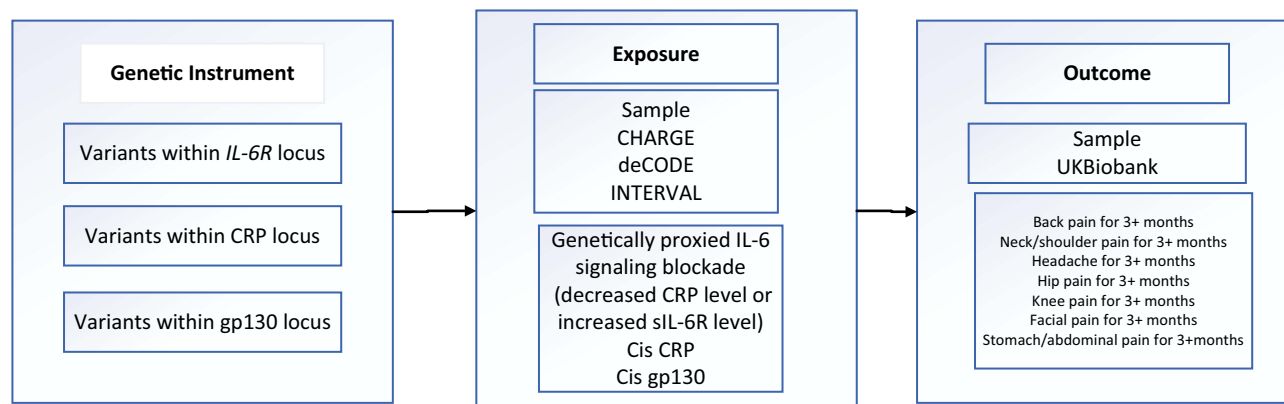 Genetic Instrument
Variants within IL-6R locus
Variants within CRP locus
Variants within gp130 locus
Exposure
Sample
CHARGE
deCODE
INTERVAL
Genetically proxied IL-6
signaling blockade
(decreased CRP level or
increased sIL-6R level)
Cis CRP
Cis gp130
Outcome
Sample
UKBiobank
Back pain for 3+ months
Neck/shoulder pain for 3+ months
Headache for 3+ months
Hip pain for 3+ months
Knee pain for 3+ months
Facial pain for 3+ months
Stomach/abdominal pain for 3+months